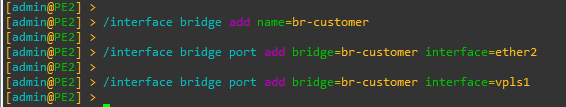 [admin@PE2] >
[admin@PE2] > /interface bridge add name=br-customer
[admin@PE2] >
[admin@PE2] > /interface bridge port add bridge=br-customer interface=ether2
[admin@PE2] >
[admin@PE2] > /interface bridge port add bridge=br-customer interface=vpls1
[admin@PE2] >